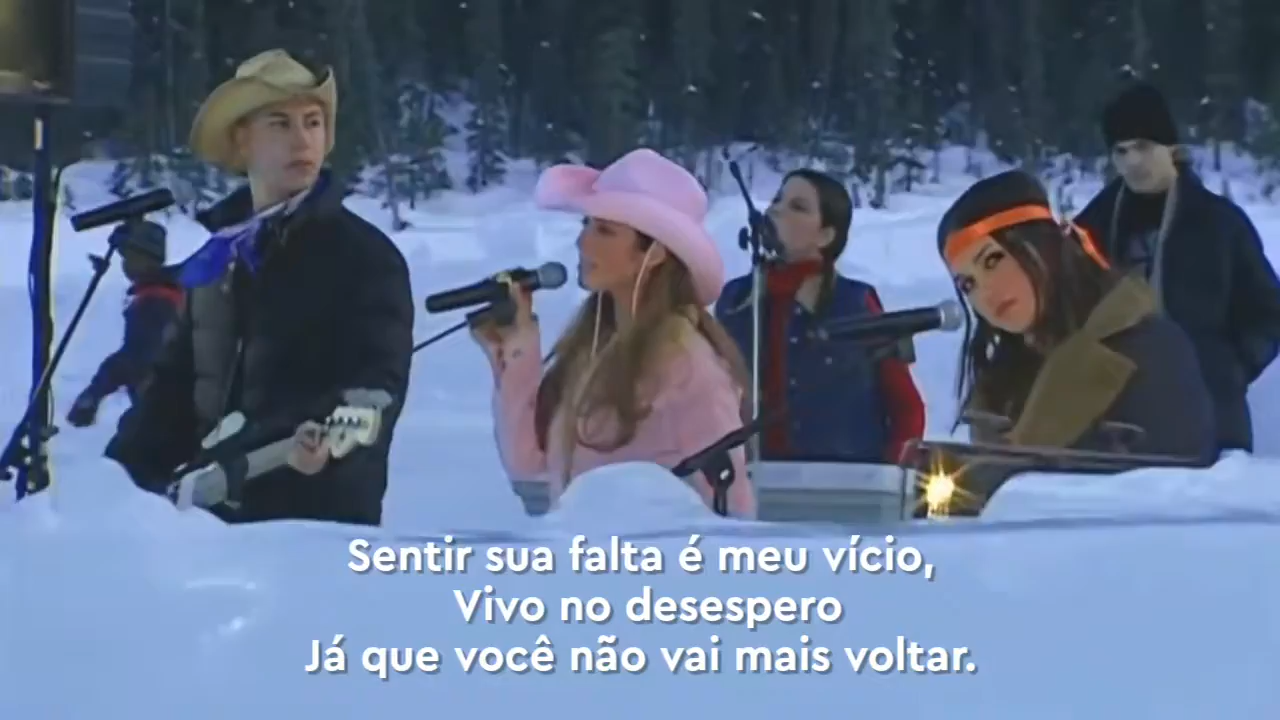 Sentir sua falta é meu vício,
Vivo no desespero
Já que você não vai mais voltar.